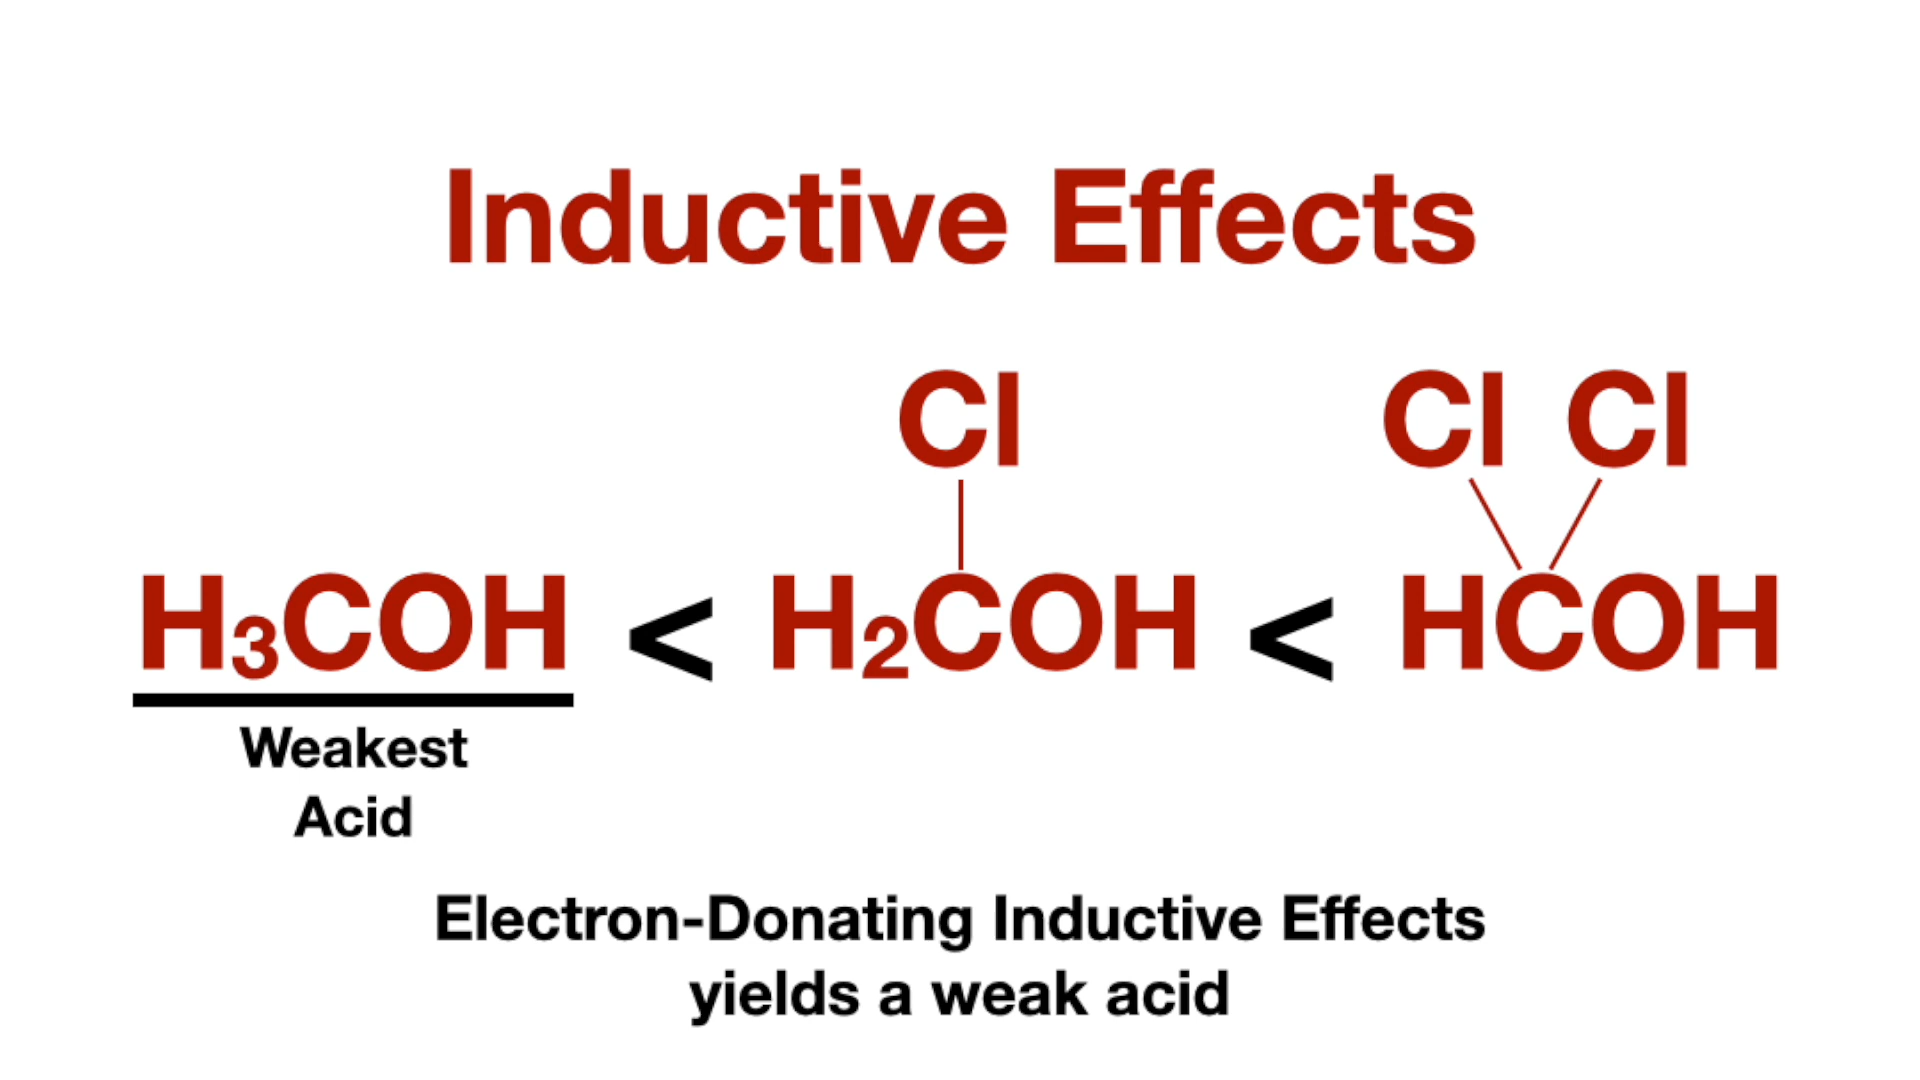 Inductive Effects
Cl Cl Cl
H₃COH < H₂COH < HCOH
Weakest
Acid
Electron-Donating Inductive Effects
yields a weak acid